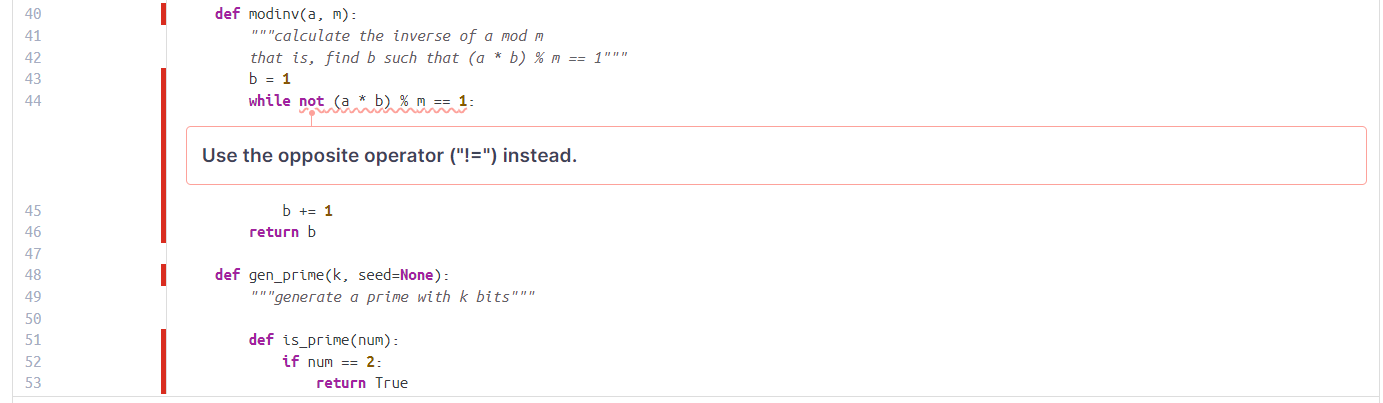 40 def modinv(a, m):
41 """calculate the inverse of a mod m
42 that is, find b such that (a * b) % m == 1"""
43 b = 1
44 while not (a * b) % m == 1:
Use the opposite operator ("!=") instead.
45 b += 1
46 return b
47
48 def gen_prime(k, seed=None):
49 """generate a prime with k bits"""
50
51 def is_prime(num):
52 if num == 2:
53 return True